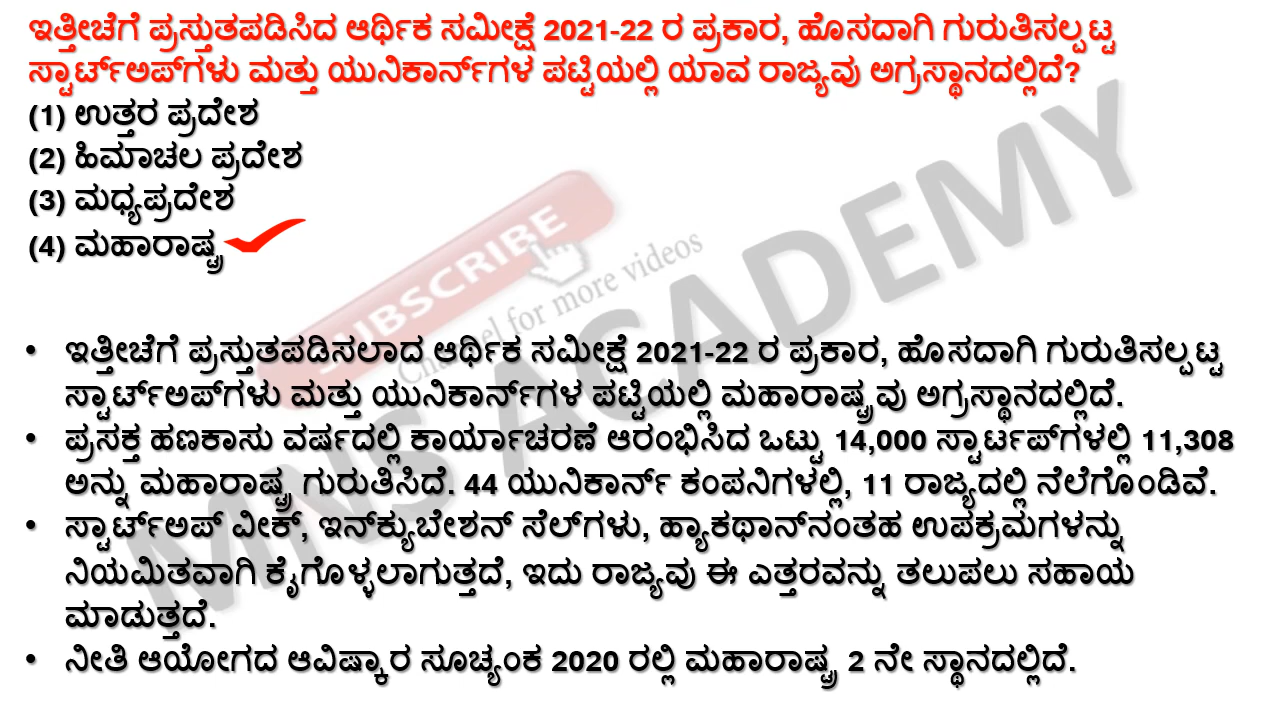 ಇತ್ತೀಚೆಗೆ ಪ್ರಸ್ತುತಪಡಿಸಿದ ಆರ್ಥಿಕ ಸಮೀಕ್ಷೆ 2021-22 ರ ಪ್ರಕಾರ, ಹೊಸದಾಗಿ ಗುರುತಿಸಲ್ಪಟ್ಟ
ಸ್ಟಾರ್ಟ್‌ಅಪ್‌ಗಳು ಮತ್ತು ಯುನಿಕಾರ್ನ್‌ಗಳ ಪಟ್ಟಿಯಲ್ಲಿ ಯಾವ ರಾಜ್ಯವು ಅಗ್ರಸ್ಥಾನದಲ್ಲಿದೆ?
(1) ಉತ್ತರ ಪ್ರದೇಶ
(2) ಹಿಮಾಚಲ ಪ್ರದೇಶ
(3) ಮಧ್ಯಪ್ರದೇಶ
(4) ಮಹಾರಾಷ್ಟ್ರ
SUBSCRIBE
Channel for more videos
MNS ACADEMY
• ಇತ್ತೀಚೆಗೆ ಪ್ರಸ್ತುತಪಡಿಸಲಾದ ಆರ್ಥಿಕ ಸಮೀಕ್ಷೆ 2021-22 ರ ಪ್ರಕಾರ, ಹೊಸದಾಗಿ ಗುರುತಿಸಲ್ಪಟ್ಟ
ಸ್ಟಾರ್ಟ್‌ಅಪ್‌ಗಳು ಮತ್ತು ಯುನಿಕಾರ್ನ್‌ಗಳ ಪಟ್ಟಿಯಲ್ಲಿ ಮಹಾರಾಷ್ಟ್ರವು ಅಗ್ರಸ್ಥಾನದಲ್ಲಿದೆ.
• ಪ್ರಸಕ್ತ ಹಣಕಾಸು ವರ್ಷದಲ್ಲಿ ಕಾರ್ಯಾಚರಣೆ ಆರಂಭಿಸಿದ ಒಟ್ಟು 14,000 ಸ್ಟಾರ್ಟಪ್‌ಗಳಲ್ಲಿ 11,308
ಅನ್ನು ಮಹಾರಾಷ್ಟ್ರ ಗುರುತಿಸಿದೆ. 44 ಯುನಿಕಾರ್ನ್ ಕಂಪನಿಗಳಲ್ಲಿ, 11 ರಾಜ್ಯದಲ್ಲಿ ನೆಲೆಗೊಂಡಿವೆ.
• ಸ್ಟಾರ್ಟ್‌ಅಪ್ ವೀಕ್, ಇನ್‌ಕ್ಯುಬೇಶನ್ ಸೆಲ್‌ಗಳು, ಹ್ಯಾಕಥಾನ್‌ನಂತಹ ಉಪಕ್ರಮಗಳನ್ನು
ನಿಯಮಿತವಾಗಿ ಕೈಗೊಳ್ಳಲಾಗುತ್ತದೆ, ಇದು ರಾಜ್ಯವು ಈ ಎತ್ತರವನ್ನು ತಲುಪಲು ಸಹಾಯ
ಮಾಡುತ್ತದೆ.
• ನೀತಿ ಆಯೋಗದ ಆವಿಷ್ಕಾರ ಸೂಚ್ಯಂಕ 2020 ರಲ್ಲಿ ಮಹಾರಾಷ್ಟ್ರ 2 ನೇ ಸ್ಥಾನದಲ್ಲಿದೆ.